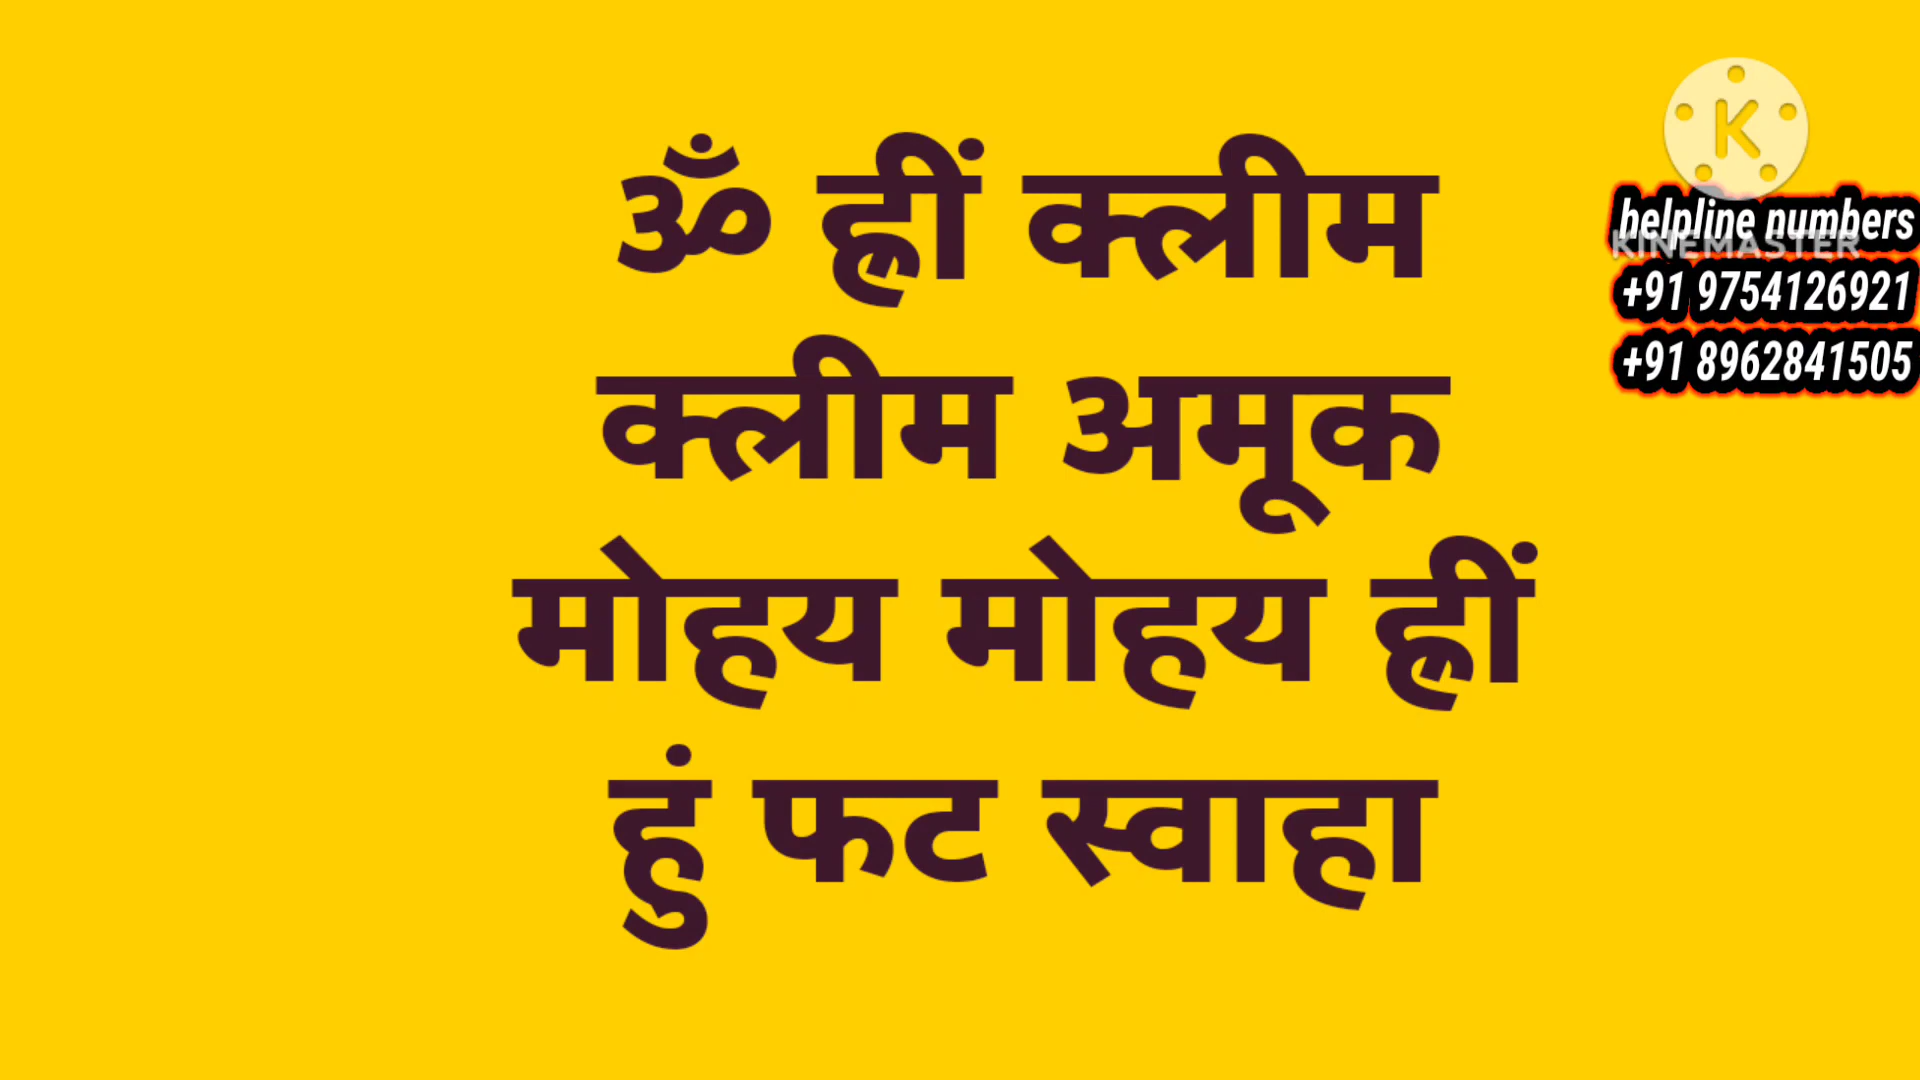 ॐ ह्रीं क्लीम
क्लीम अमूक
मोहय मोहय ह्रीं
हुं फट स्वाहा
K
helpline numbers
KINEMASTER
+91 9754126921
+91 8962841505